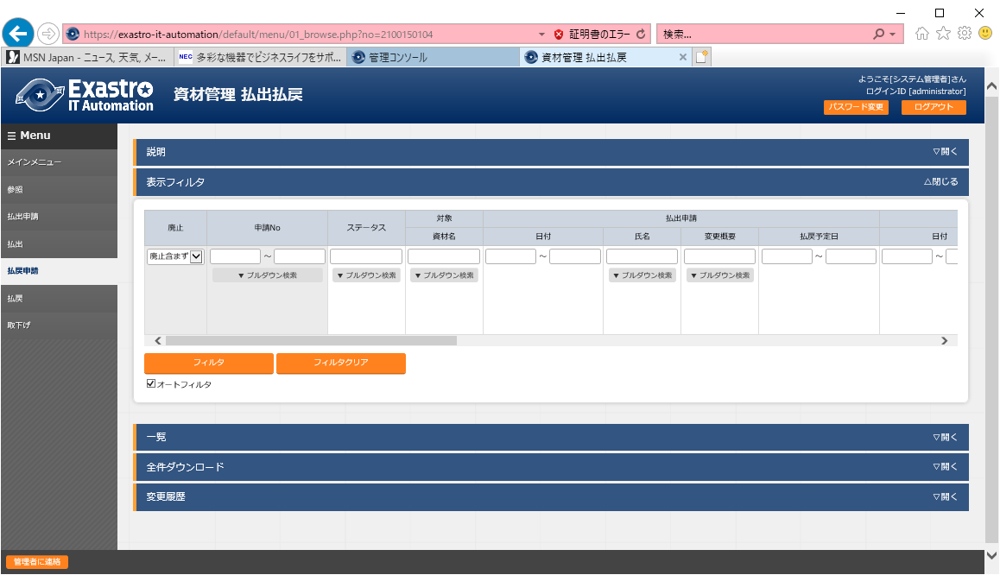 https://exastro-it-automation/default/menu/01_browse.php?no=2100150104
証明書のエラー
検索...
MSN Japan - ニュース, 天気, メー...
NEC 多彩な機器でビジネスライフをサポ...
管理コンソール
資材管理 払出払戻
Exastro
IT Automation
資材管理 払出払戻
ようこそ[システム管理者]さん
ログインID [administrator]
パスワード変更
ログアウト
Menu
メインメニュー
参照
払出申請
払出
払戻申請
払戻
取下げ
説明
▽開く
表示フィルタ
△閉じる
廃止
申請No
ステータス
対象
払出申請
資材名
日付
氏名
変更概要
払戻予定日
日付
廃止含まず
～
～
～
～
▼ プルダウン検索
▼ プルダウン検索
▼ プルダウン検索
▼ プルダウン検索
▼ プルダウン検索
フィルタ
フィルタクリア
オートフィルタ
一覧
▽開く
全件ダウンロード
▽開く
変更履歴
▽開く
管理者に連絡